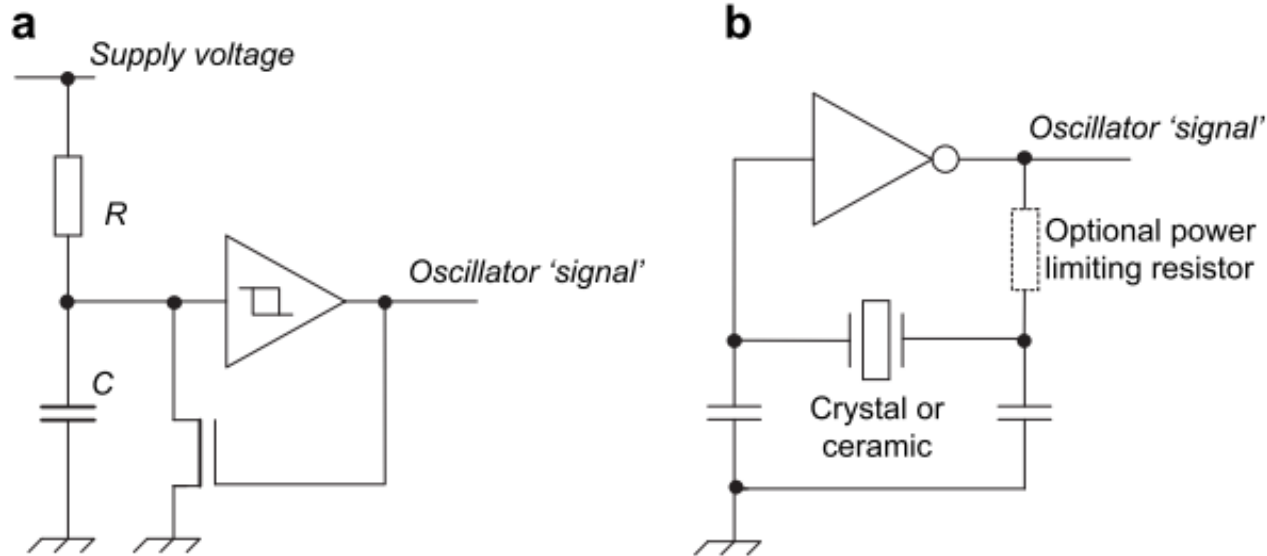 a
Supply voltage
R
C
Oscillator ‘signal’
b
Oscillator ‘signal’
Optional power
limiting resistor
Crystal or
ceramic